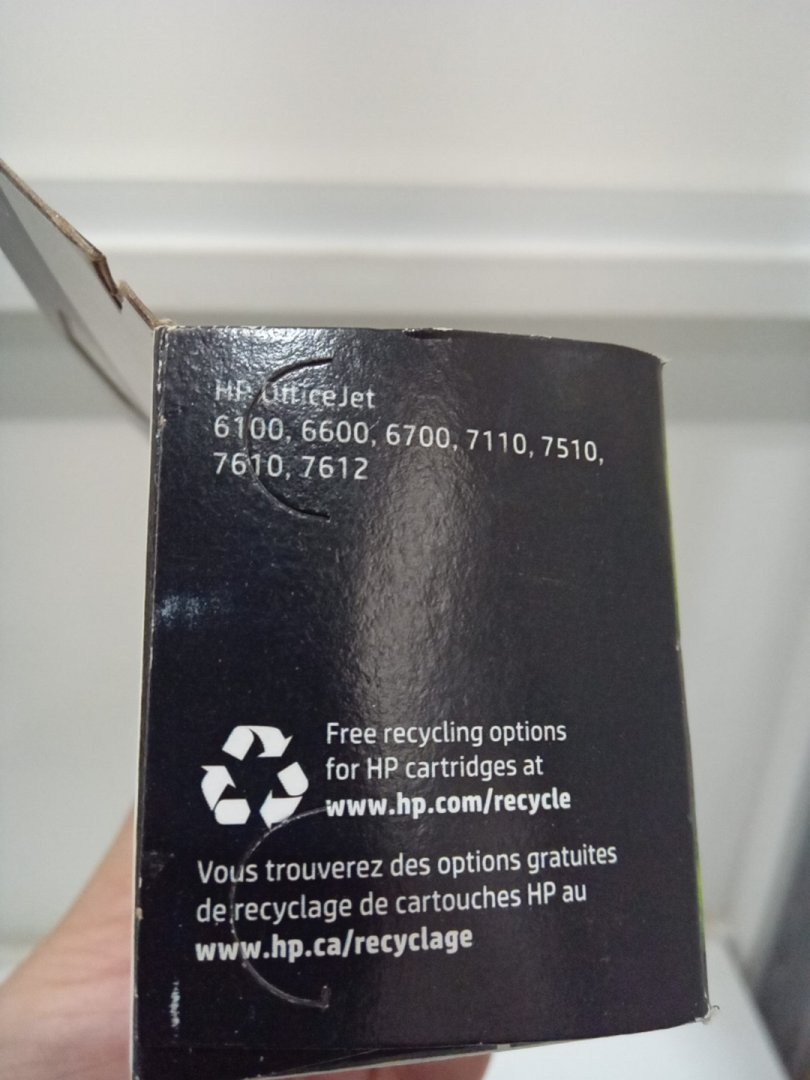 HP OfficeJet
6100, 6600, 6700, 7110, 7510,
7610, 7612
Free recycling options
for HP cartridges at
www.hp.com/recycle
Vous trouverez des options gratuites
de recyclage de cartouches HP au
www.hp.ca/recyclage